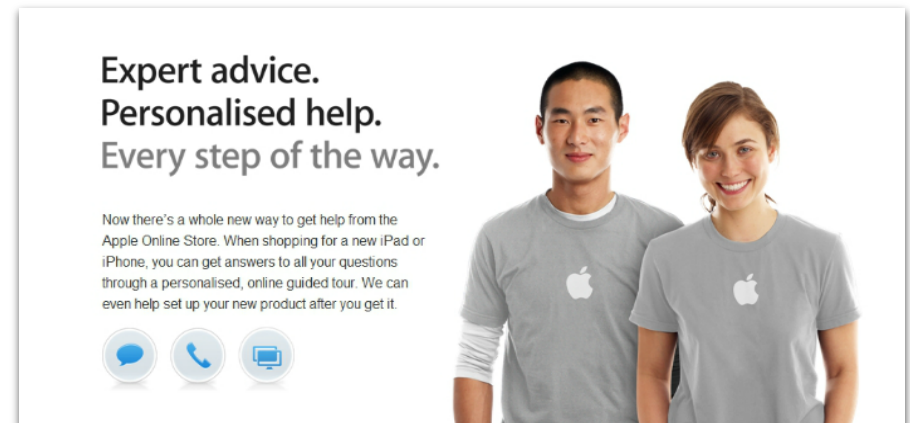 Expert advice.
Personalised help.
Every step of the way.
Now there's a whole new way to get help from the
Apple Online Store. When shopping for a new iPad or
iPhone, you can get answers to all your questions
through a personalised, online guided tour. We can
even help set up your new product after you get it.